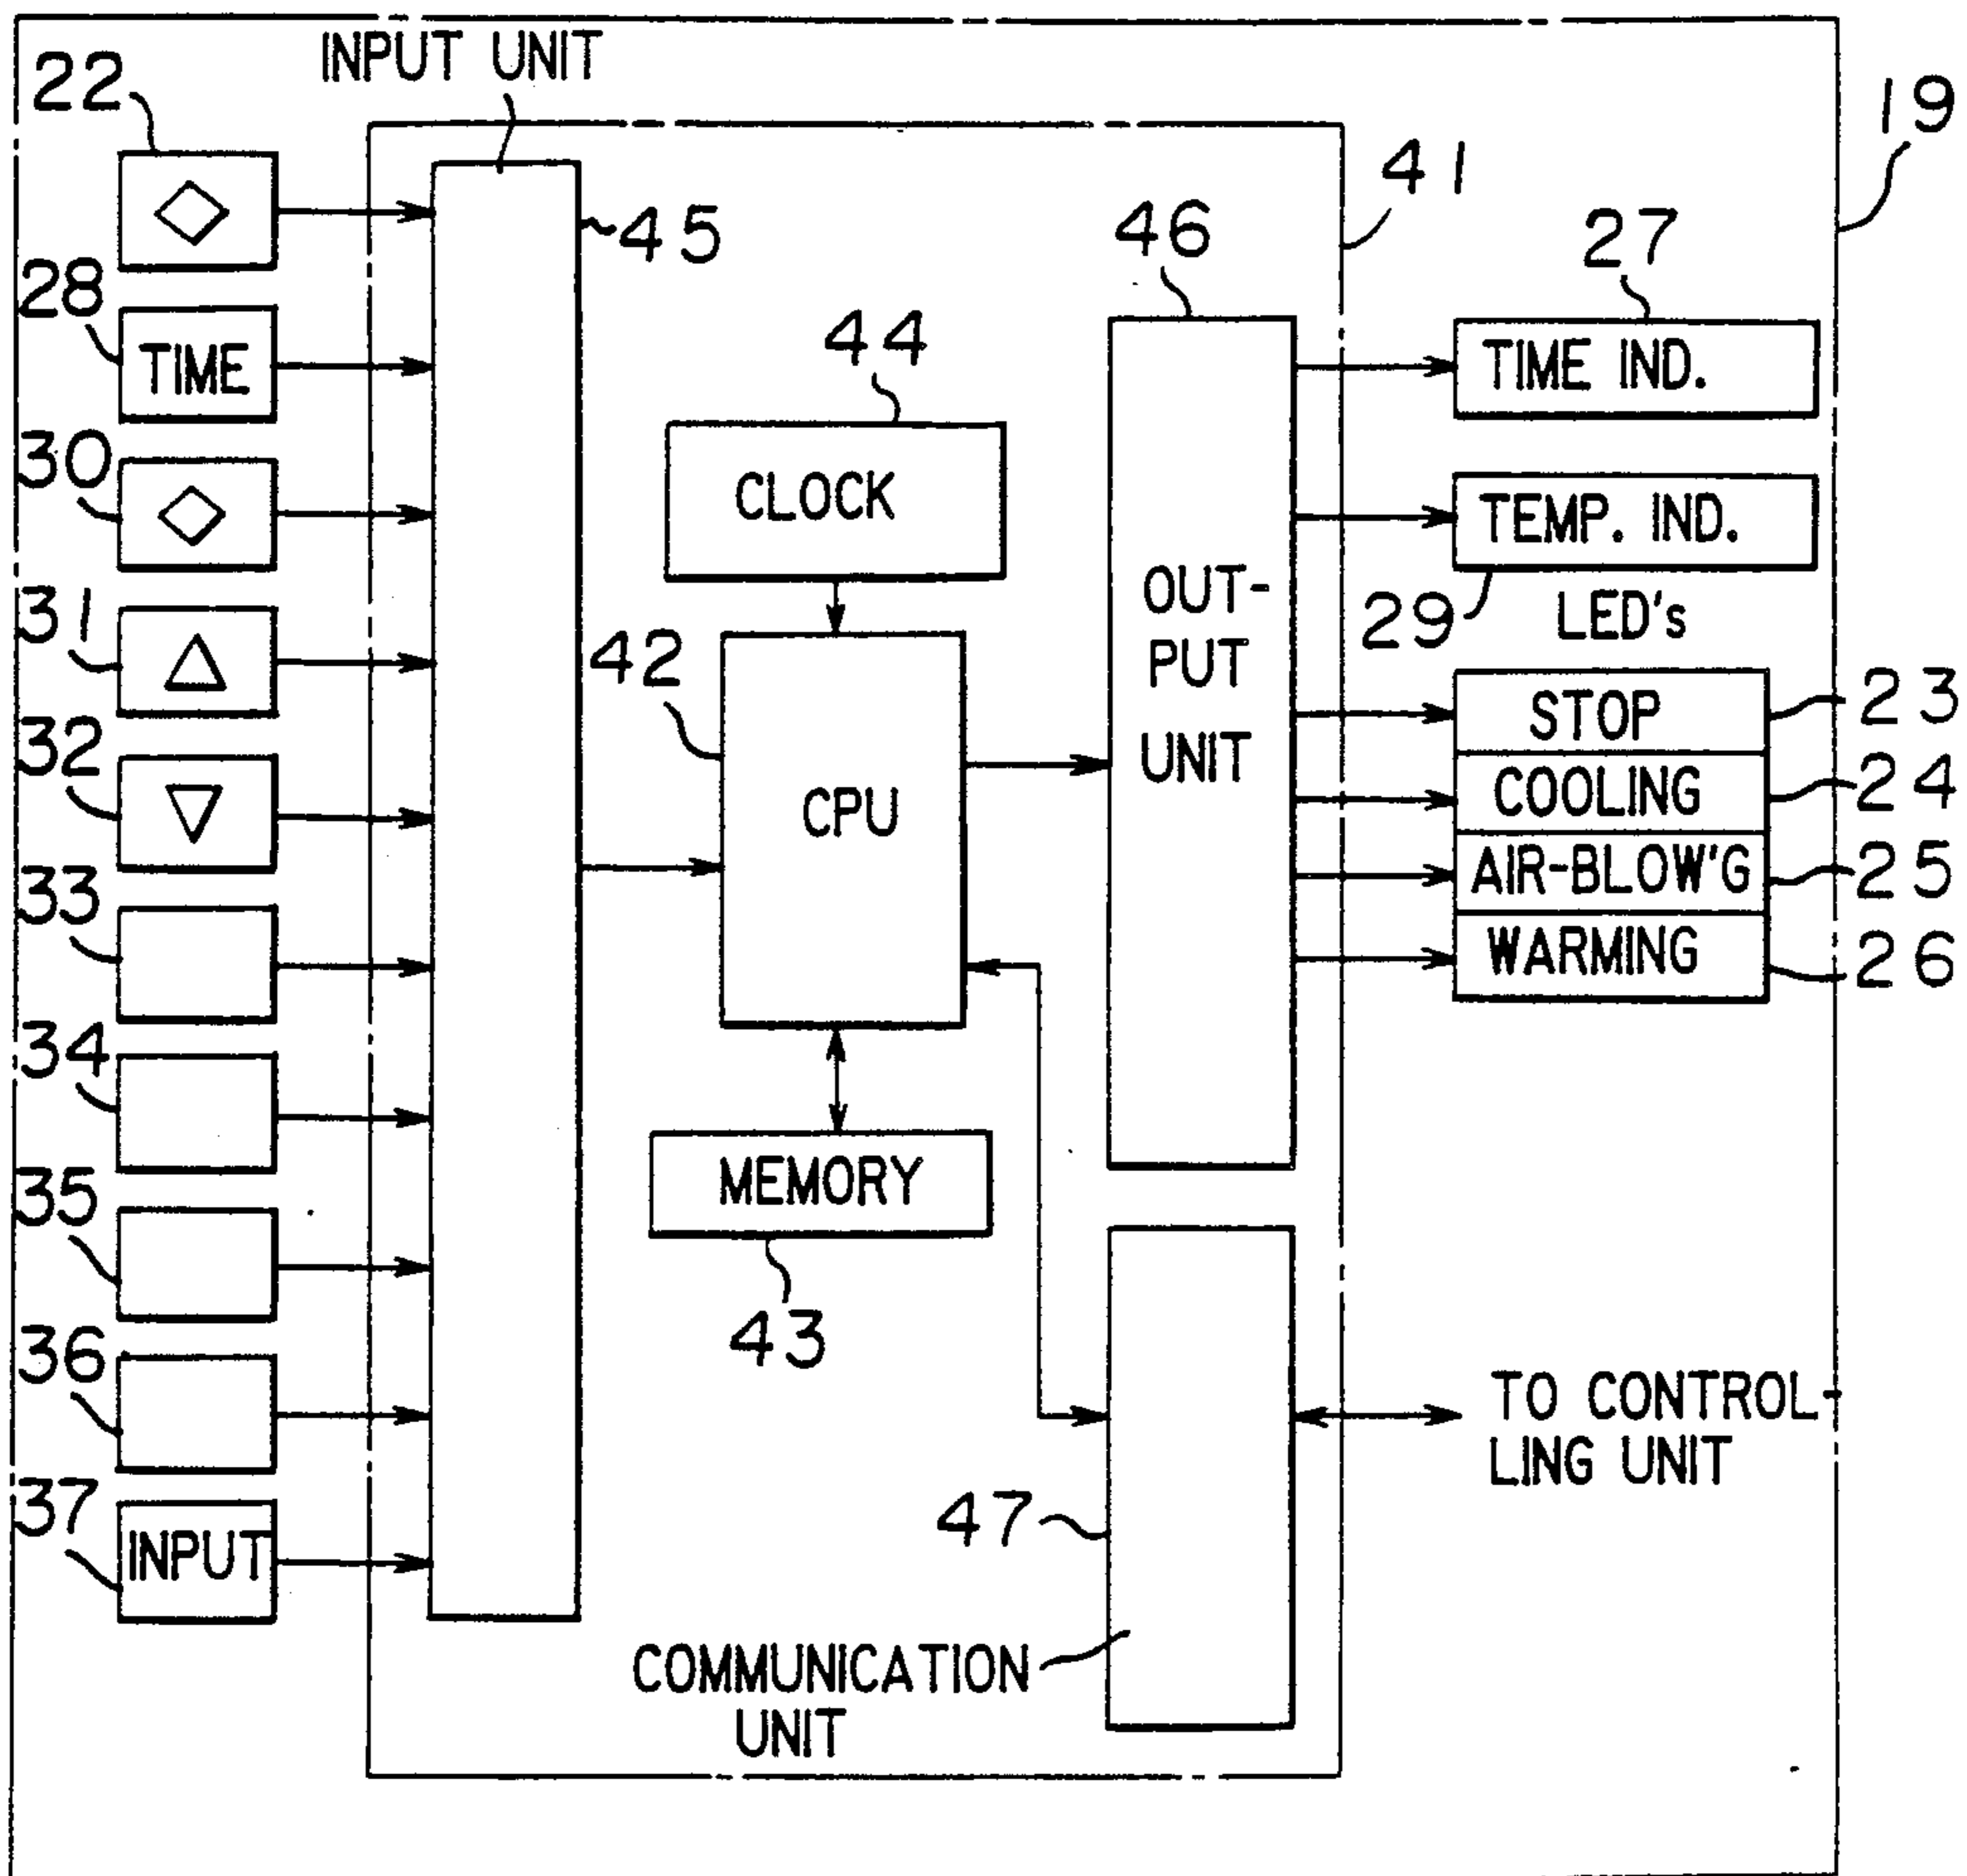 INPUT UNIT
22
19
41
45
46
27
28
TIME
44
TIME IND.
30
CLOCK
TEMP. IND.
31
42
OUT-
PUT
UNIT
29
LED's
32
CPU
STOP
23
COOLING
24
33
AIR-BLOW'G
25
WARMING
26
34
MEMORY
35
43
36
TO CONTROL-
LING UNIT
37
INPUT
47
COMMUNICATION
UNIT